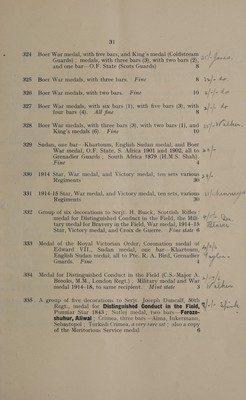 31
324 Boer War medal, with five bars, and King's medal (Coldstream
Guards) ; medals, with three bars (3), with two bars (2),
and one bar—O.F. State (Scots Guards) 8
325 Boer War medals, with three bars. Fine 8
326 Boer War medals, with two bars. Fine 10
327 Boer War medals, with six bars (1), with five bars (3), with
four bars (4). All fine 8
328 Boer War medals, with three bars (3), with two bars (1), and
King's medals (6). Fine 10
329 Sudan, one bar—Khartoum, English Sudan medal, and Boer
War medal, O.F. State, S. Africa 1901 and 1902, all to
Grenadier Guards ; South Africa 1879 (H.M.S. Shah).
Fine 4
330 1914 Star, War medal, and Victory medal, ten sets various
Regiments 30
331 1914-15 Star, War medal, and Victory medal, ten sets, various
Regiments 30
332 Group of six decorations to Serjt. H. Buick, Scottish Rifles—
medal for Distinguished Conduct in the Field, the Mili-
tary medal for Bravery in the Field, War medal, 1914-15
Star, Victory medal, and Croix de Guerre. Fine state 6
333 Medal of the Royal Victorian Order, Coronation medal of
Edward VII., Sudan medal, one bar—Khartoum,
English Sudan medal, all to Pte. R. A. Bird, Grenadier
Guards. Fine 4
334 Medal for Distinguished Conduct in the Field (C.S.-Major A.
Brooks, M.M., London Regt.) ; Military medal and War
medal 1914-18, to same recipient. Mint state 3
335 A group of five decorations to Serjt. Joseph Duncalf, 50th
Regt., medal for Distinguished Conduct in the Field,
Punniar Star 1843 ; Sutlej medal, two bars—Feroze-
shuhur, Aliwal ; Crimea, three bars—Alma, Inkermann,
Sebastopol ; Turkish Crimea, a very rare set ; also a copy
of the Meritorious Service medal 6